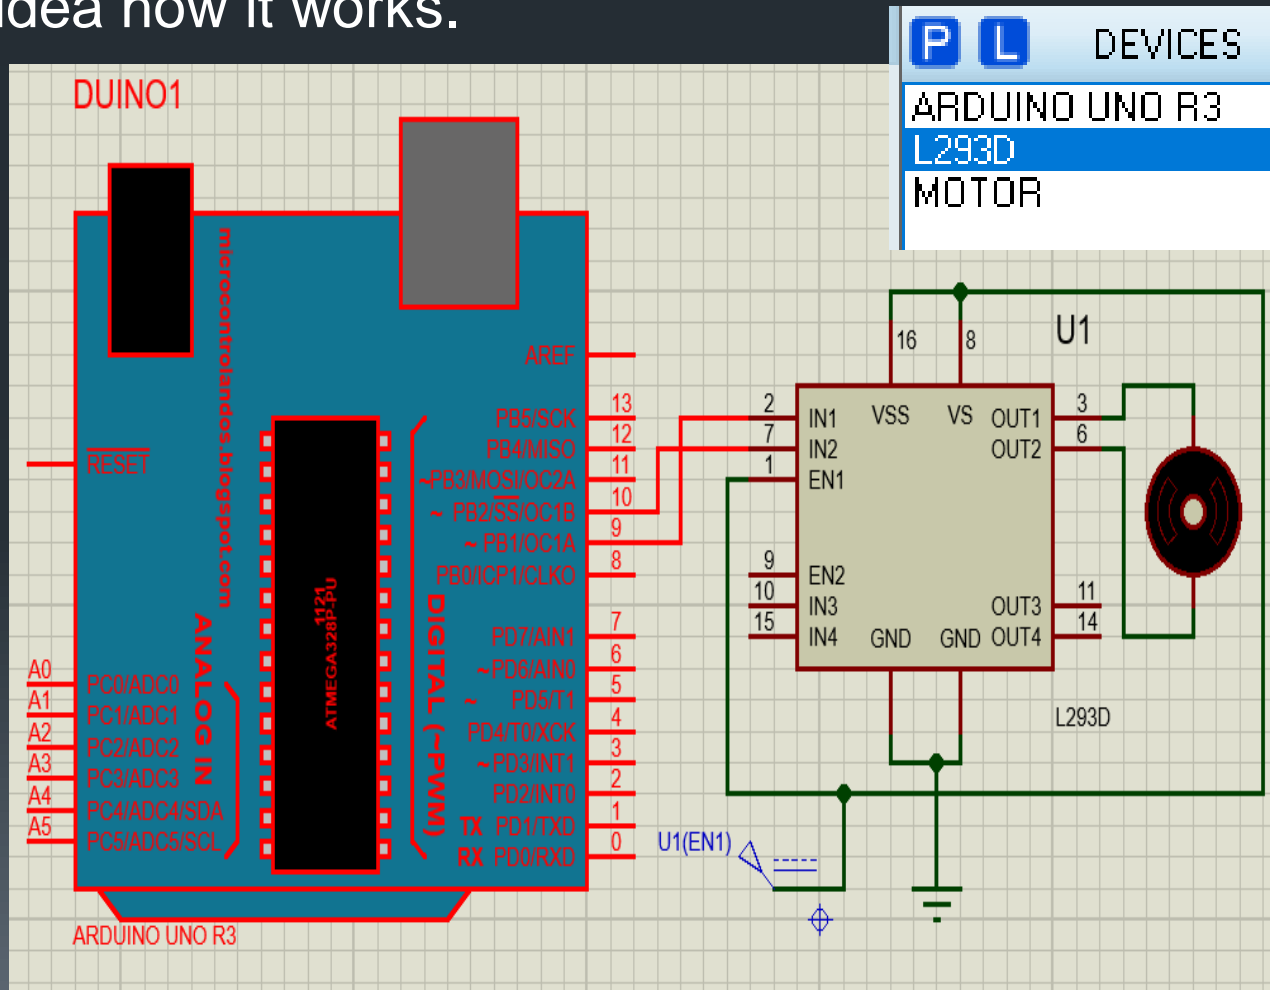 idea how it works.
P L DEVICES
ARDUINO UNO R3
L293D
MOTOR
DUINO1
microcontrolandos.blogspot.com
AREF
PB5/SCK 13
PB4/MISO 12
~PB3/MOSI/OC2A 11
~ PB2/SS/OC1B 10
~ PB1/OC1A 9
PB0/ICP1/CLKO 8
RESET
1121
ATMEGA328P-PU
DIGITAL (~PWM)
ANALOG IN
PD7/AIN1 7
~PD6/AIN0 6
~ PD5/T1 5
PD4/T0/XCK 4
~PD3/INT1 3
PD2/INT0 2
TX PD1/TXD 1
RX PD0/RXD 0
A0 PC0/ADC0
A1 PC1/ADC1
A2 PC2/ADC2
A3 PC3/ADC3
A4 PC4/ADC4/SDA
A5 PC5/ADC5/SCL
ARDUINO UNO R3
U1
16 8
VSS VS
2 IN1
7 IN2
1 EN1
9 EN2
10 IN3
15 IN4
OUT1 3
OUT2 6
OUT3 11
OUT4 14
GND GND
L293D
U1(EN1)